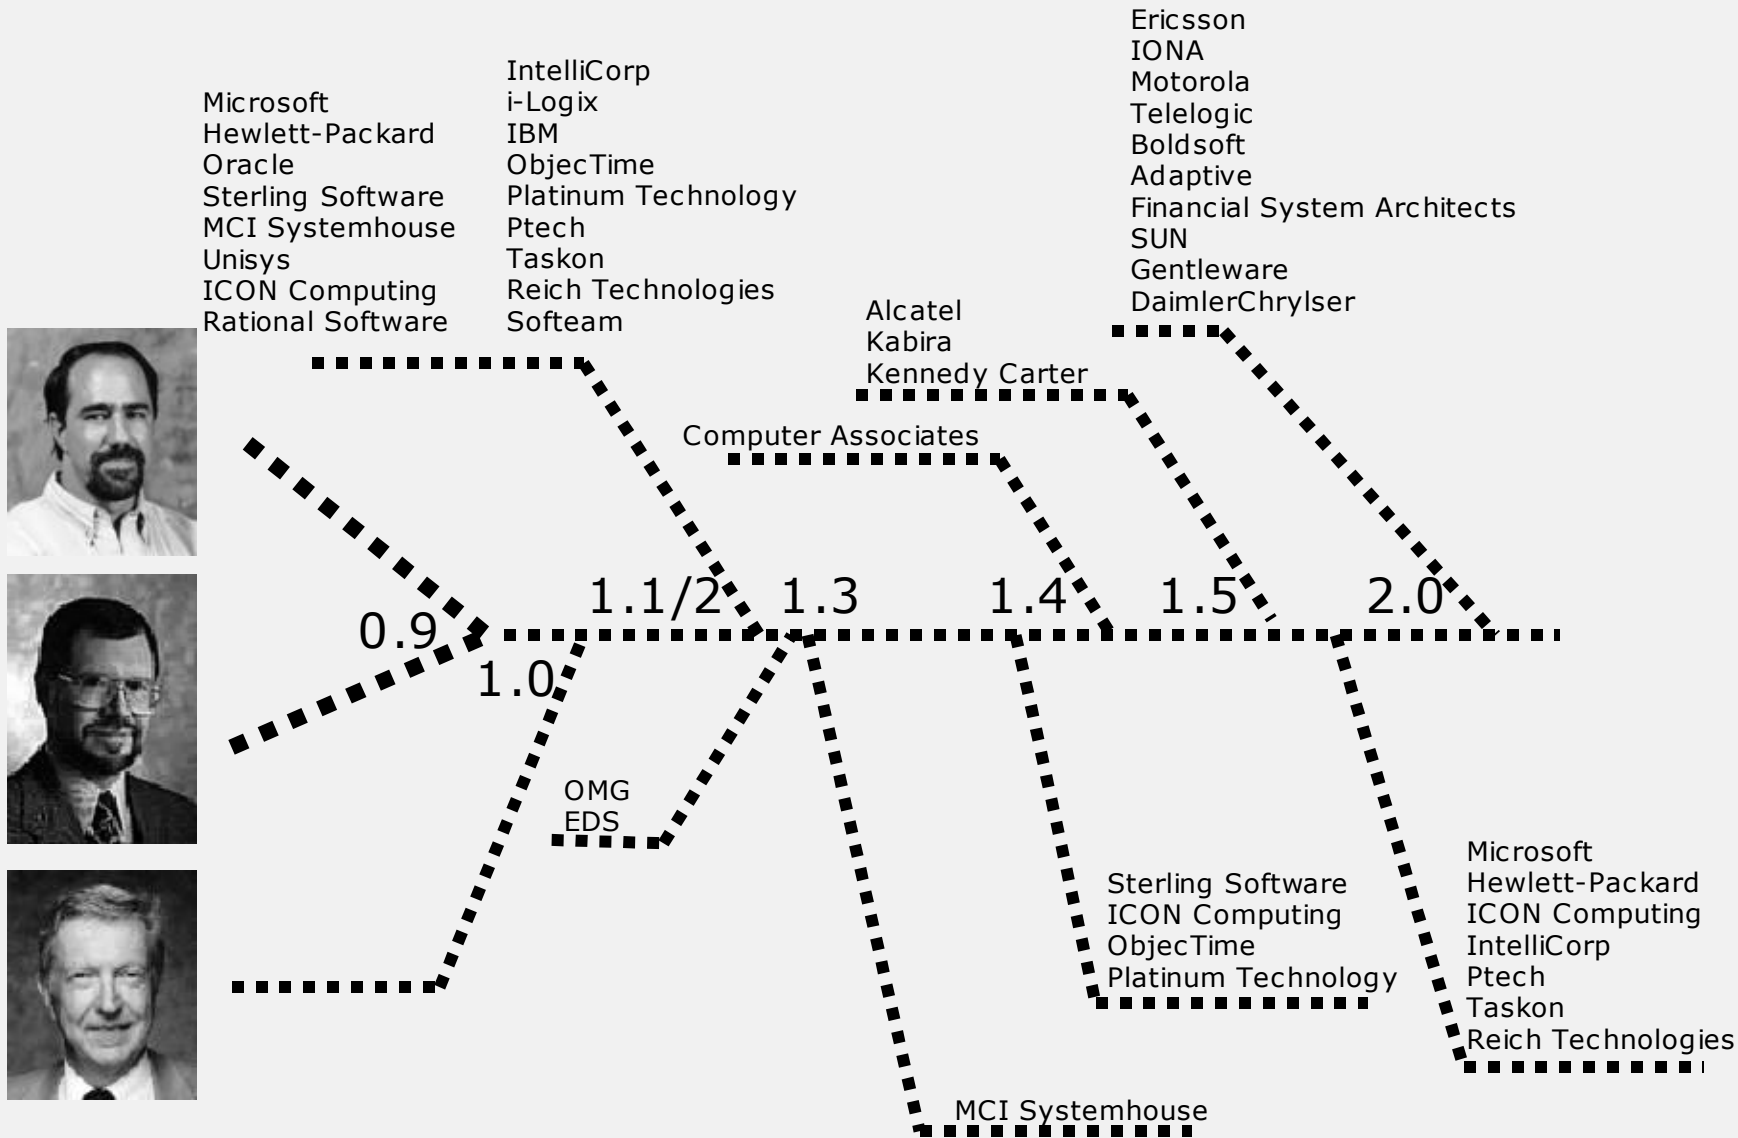 Microsoft
Hewlett-Packard
Oracle
Sterling Software
MCI Systemhouse
Unisys
ICON Computing
Rational Software
IntelliCorp
i-Logix
IBM
ObjecTime
Platinum Technology
Ptech
Taskon
Reich Technologies
Softeam
Ericsson
IONA
Motorola
Telelogic
Boldsoft
Adaptive
Financial System Architects
SUN
Gentleware
DaimlerChrylser
Alcatel
Kabira
Kennedy Carter
Computer Associates
0.9
1.0
1.1/2
1.3
1.4
1.5
2.0
OMG
EDS
Sterling Software
ICON Computing
ObjecTime
Platinum Technology
Microsoft
Hewlett-Packard
ICON Computing
IntelliCorp
Ptech
Taskon
Reich Technologies
MCI Systemhouse